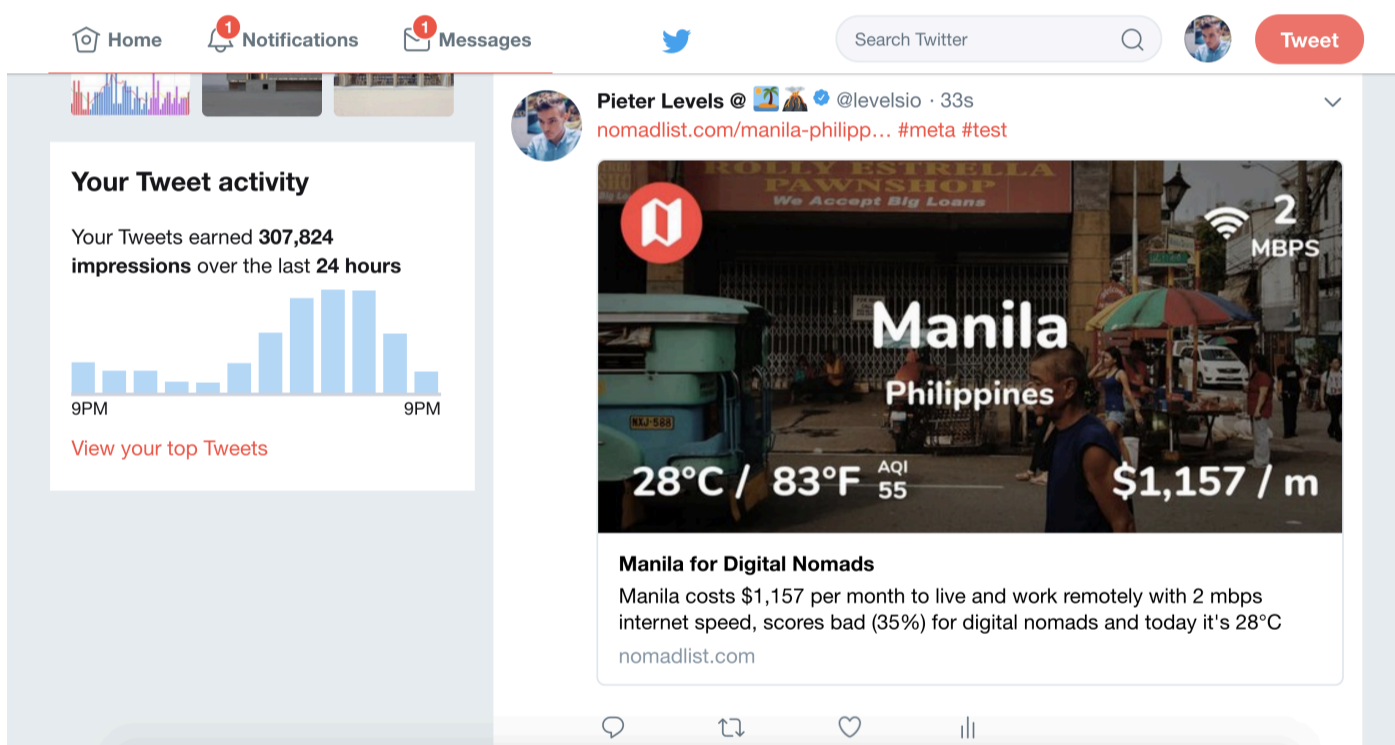 Home
1
Notifications
1
Messages
Search Twitter
Tweet
Your Tweet activity
Your Tweets earned 307,824
impressions over the last 24 hours
9PM
9PM
View your top Tweets
Pieter Levels @ 🏝🌋 @levelsio · 33s
nomadlist.com/manila-philipp… #meta #test
ROLLY ESTRELLA
PAWNSHOP
We Accept Big Loans
2
MBPS
Manila
Philippines
NXJ-588
28°C / 83°F
AQI
55
$1,157 / m
Manila for Digital Nomads
Manila costs $1,157 per month to live and work remotely with 2 mbps
internet speed, scores bad (35%) for digital nomads and today it's 28°C
nomadlist.com